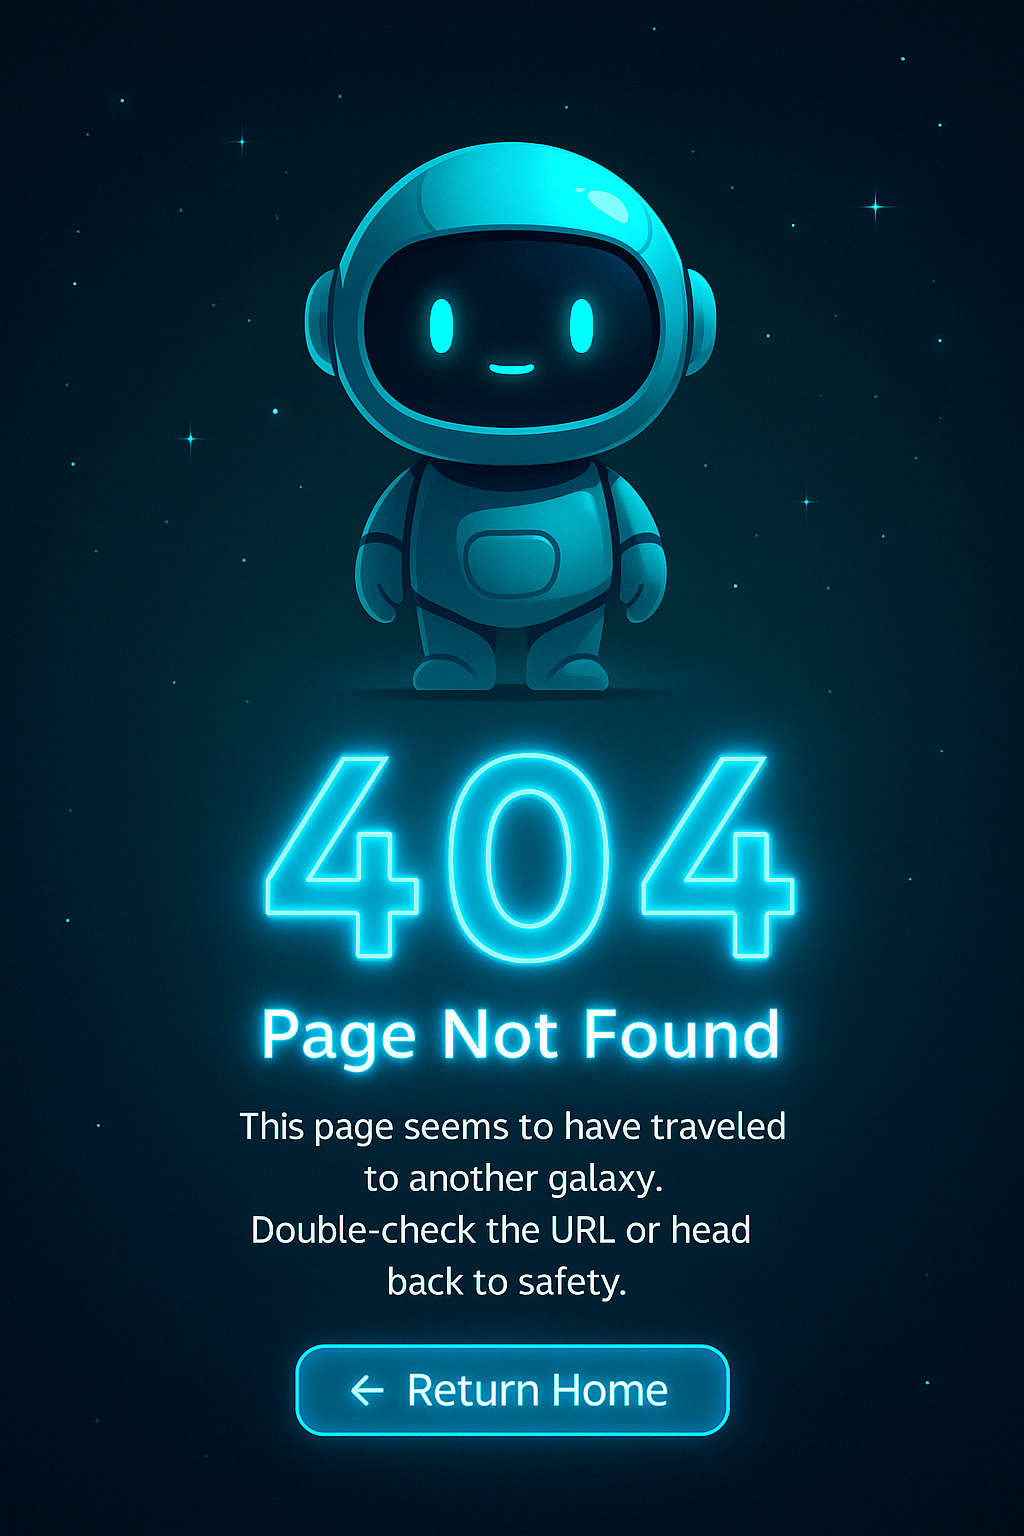 404
Page Not Found
This page seems to have traveled
to another galaxy.
Double-check the URL or head
back to safety.
← Return Home